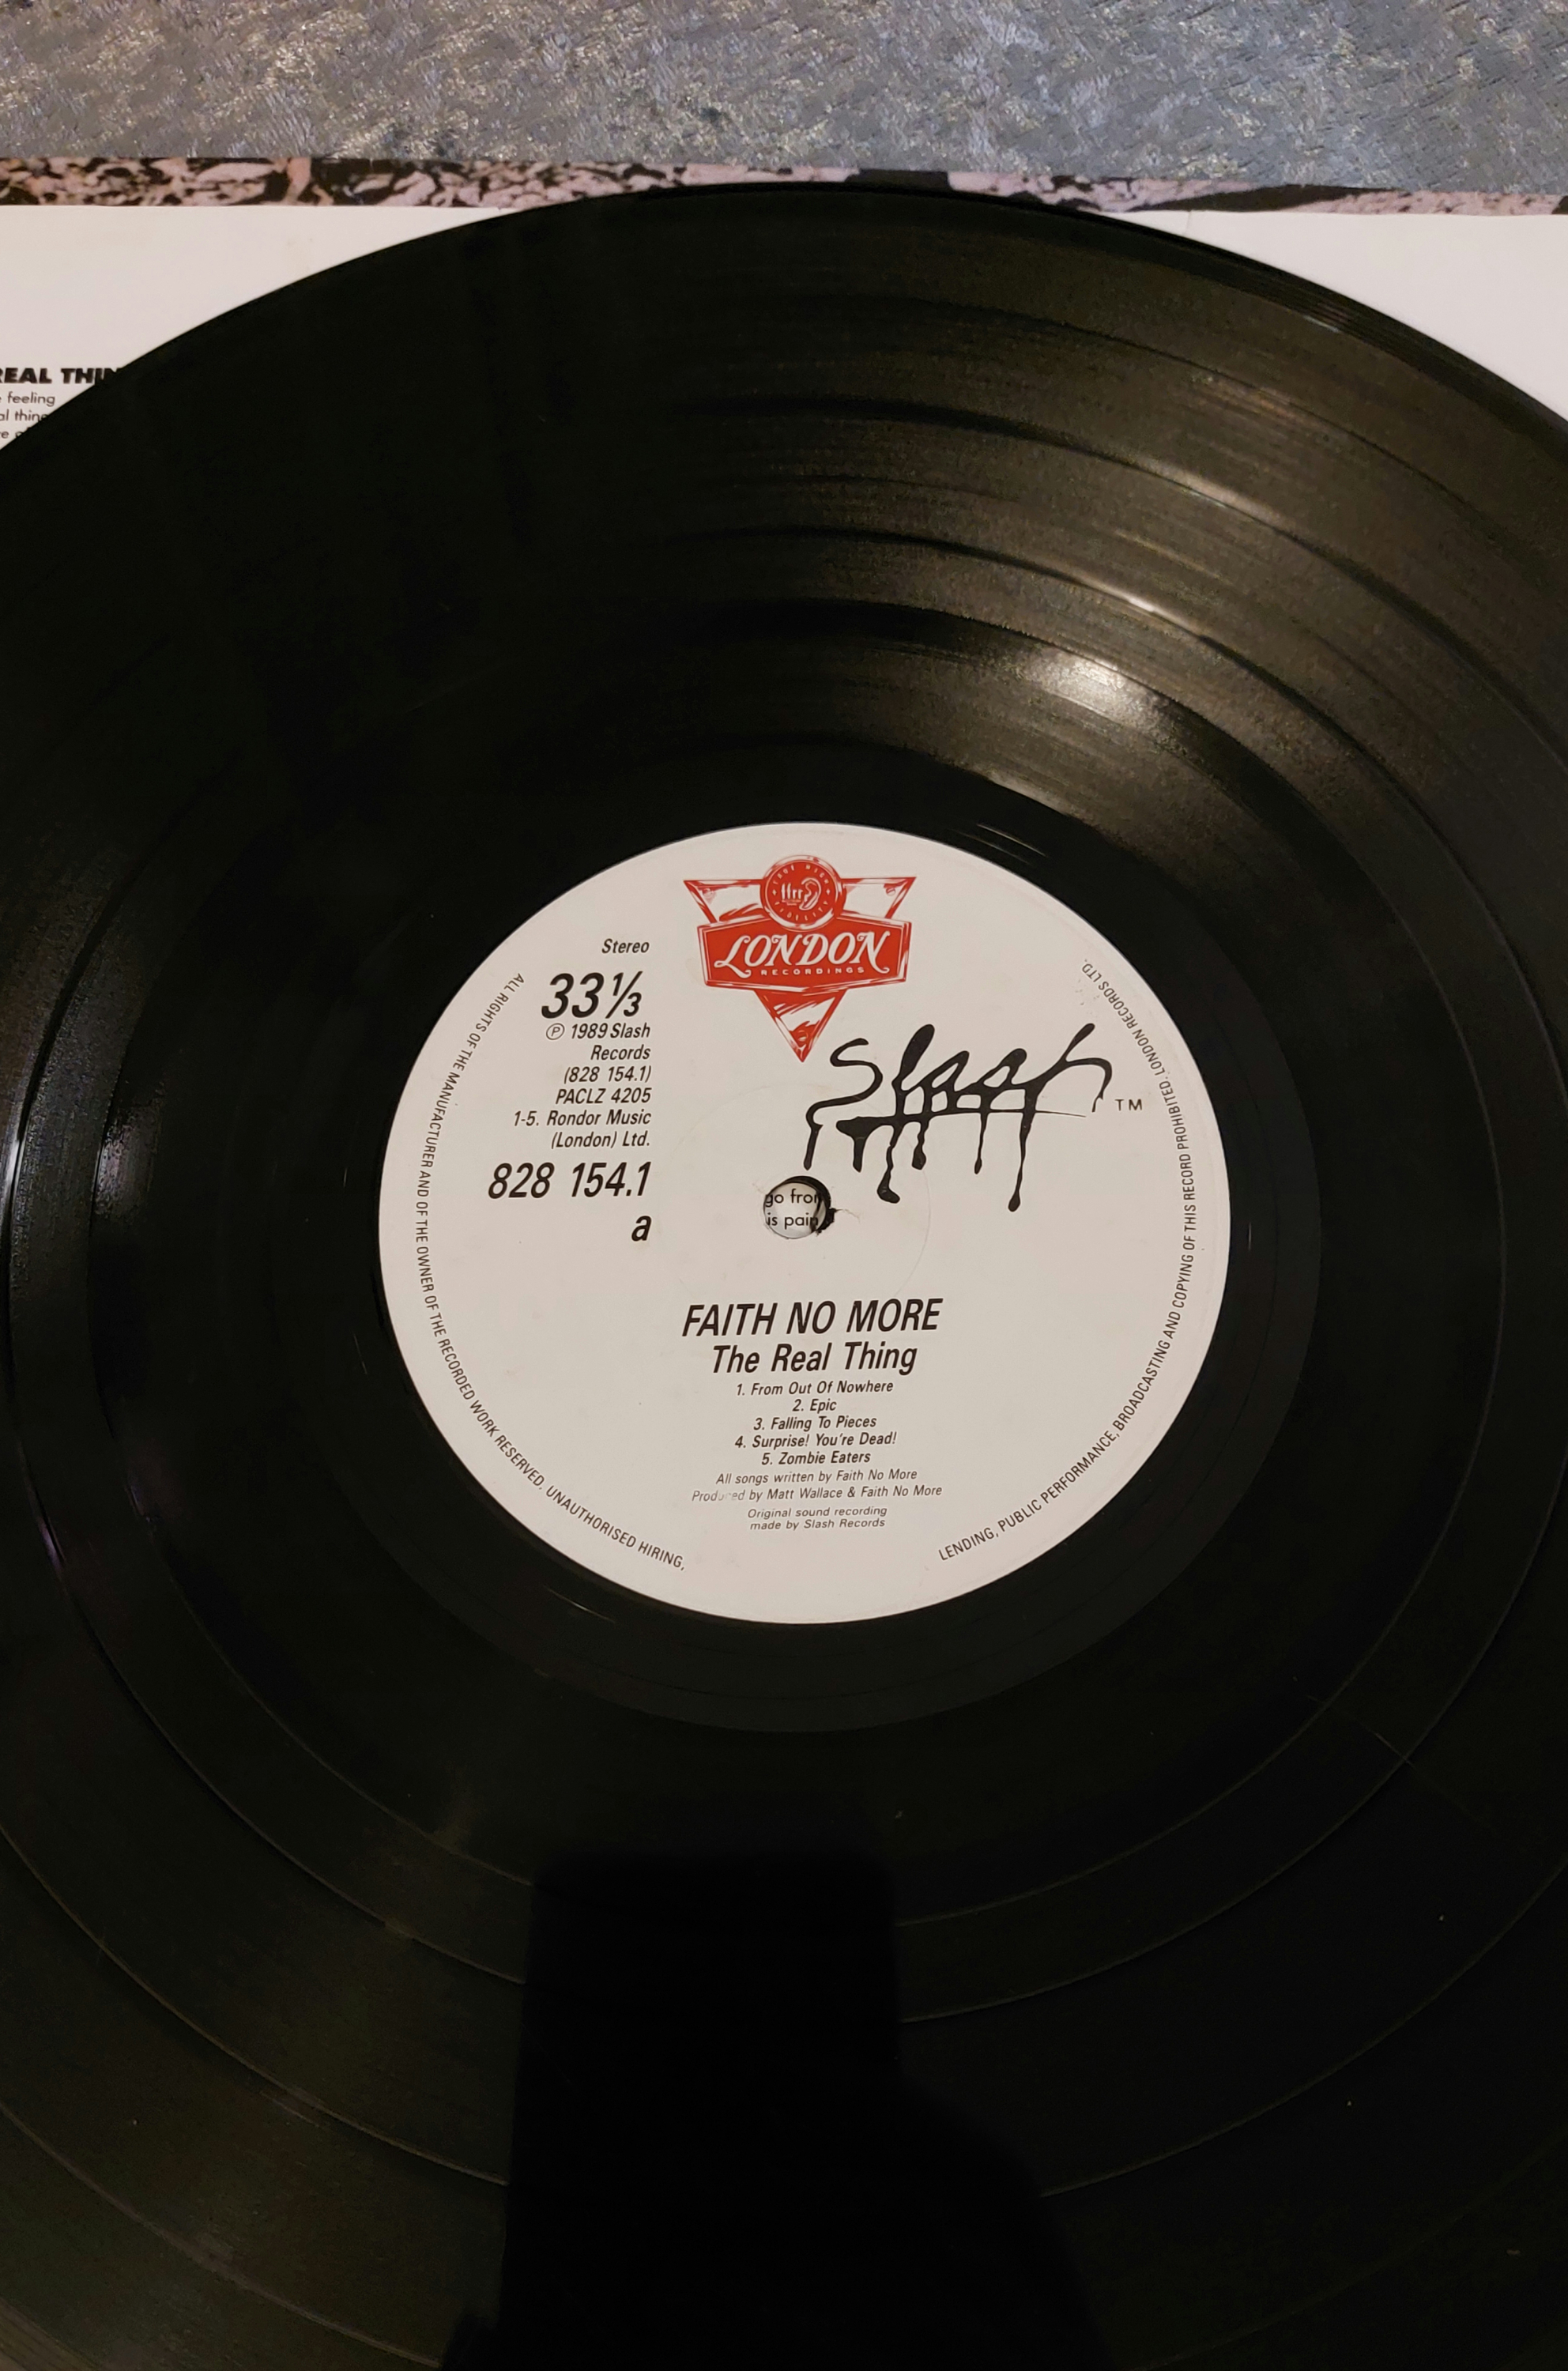 REAL THIN
feeling
al thing
LONDON
RECORDINGS
ffrr
Slash
TM
Stereo
33⅓
Ⓟ 1989 Slash
Records
(828 154.1)
PACLZ 4205
1-5. Rondor Music
(London) Ltd.
828 154.1
a
go from
is pain
FAITH NO MORE
The Real Thing
1. From Out Of Nowhere
2. Epic
3. Falling To Pieces
4. Surprise! You're Dead!
5. Zombie Eaters
All songs written by Faith No More
Produced by Matt Wallace & Faith No More
Original sound recording
made by Slash Records
ALL RIGHTS OF THE MANUFACTURER AND OF THE OWNER OF THE RECORDED WORK RESERVED. UNAUTHORISED HIRING,
LENDING, PUBLIC PERFORMANCE, BROADCASTING AND COPYING OF THIS RECORD PROHIBITED. LONDON RECORDS LTD.